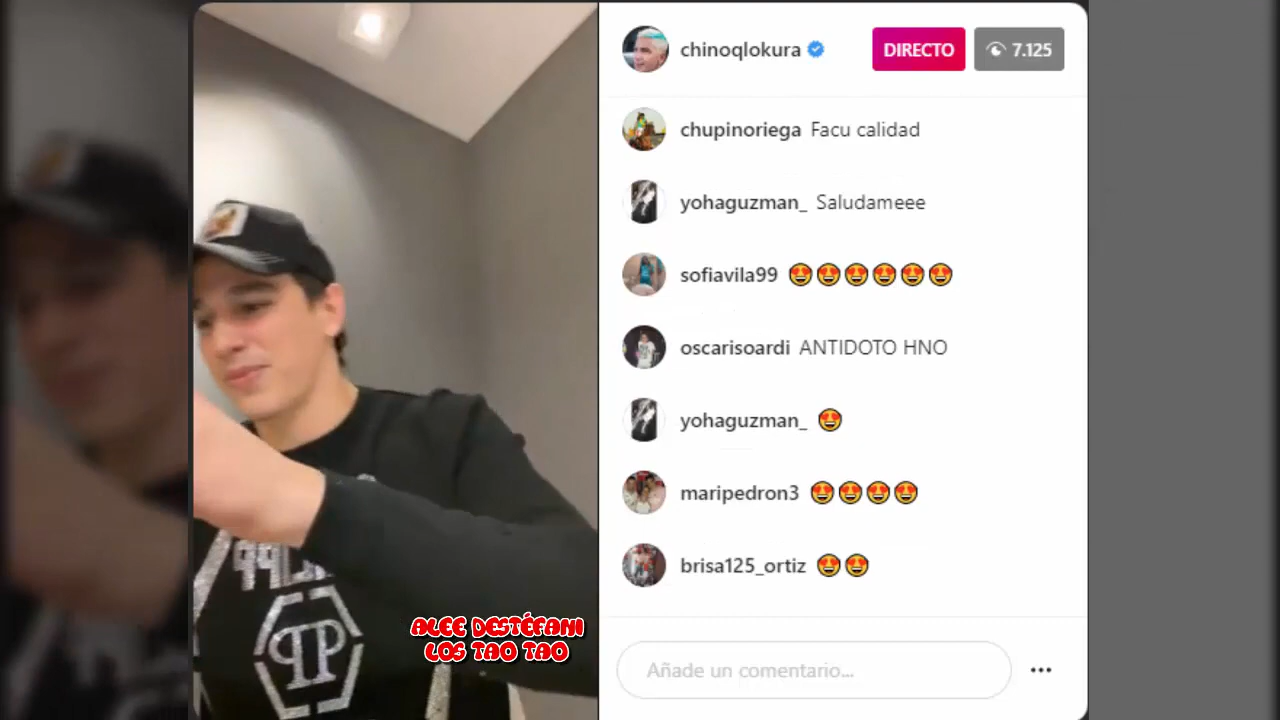 chinoqlokura
DIRECTO
7.125
chupinoriega Facu calidad
yohaguzman_ Saludameee
sofiavila99 😍😍😍😍😍😍
oscarisoardi ANTIDOTO HNO
yohaguzman_ 😍
maripedron3 😍😍😍😍
brisa125_ortiz 😍😍
Añade un comentario...
ALEE DESTÉFANI
LOS TAO TAO